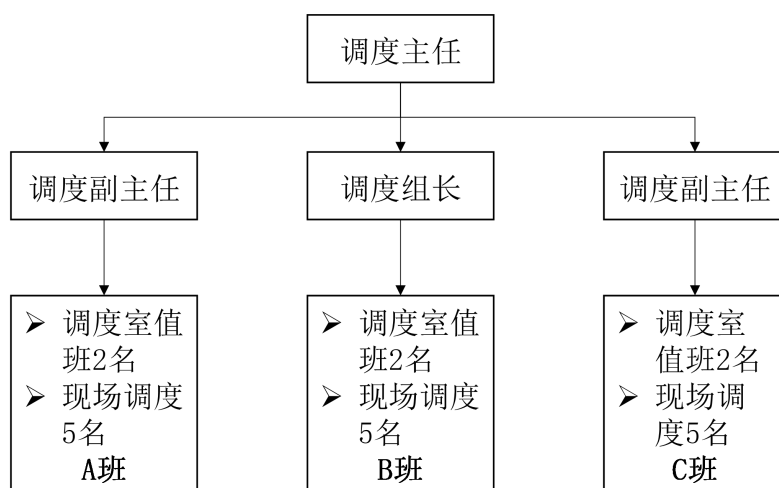 调度主任
调度副主任
调度组长
调度副主任
➢ 调度室值
班2名
➢ 现场调度
5名
A班
➢ 调度室值
班2名
➢ 现场调度
5名
B班
➢ 调度室
值班2名
➢ 现场调
度5名
C班